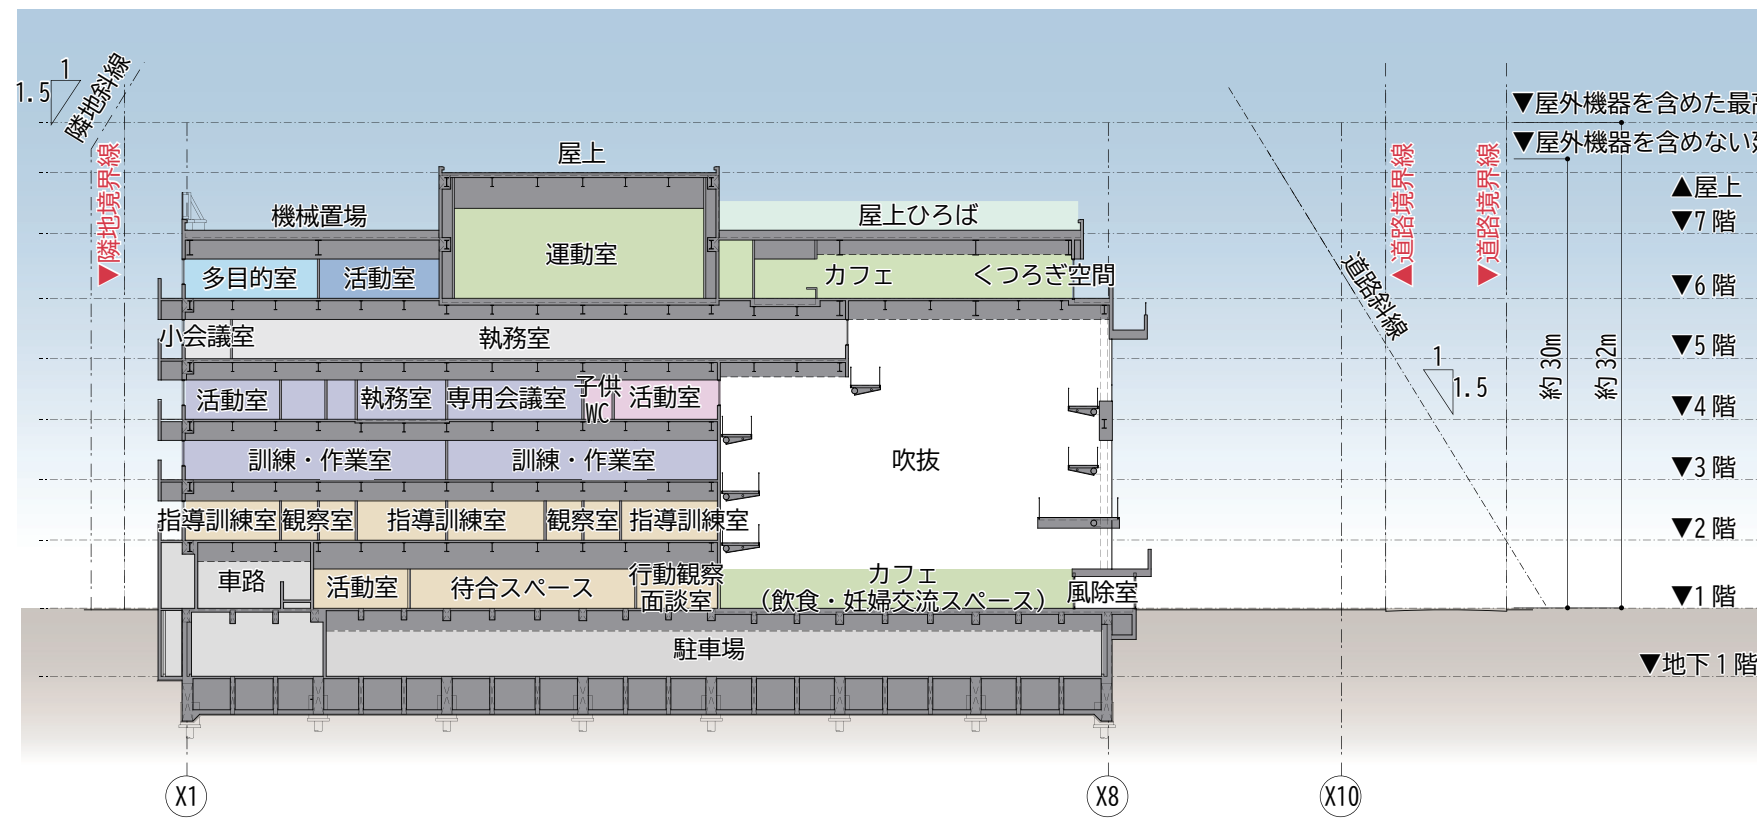 1
1.5
隣地斜線
▼隣地境界線
屋上
機械置場
運動室
屋上ひろば
多目的室
活動室
カフェ
くつろぎ空間
小会議室
執務室
活動室
執務室
専用会議室
子供
WC
活動室
訓練・作業室
訓練・作業室
吹抜
指導訓練室
観察室
指導訓練室
観察室
指導訓練室
車路
活動室
待合スペース
行動観察
面談室
カフェ
（飲食・妊婦交流スペース）
風除室
駐車場
道路斜線
1
1.5
▲道路境界線
▼道路境界線
▼屋外機器を含めた最高
▼屋外機器を含めない
約 30m
約 32m
▲屋上
▼7 階
▼6 階
▼5 階
▼4 階
▼3 階
▼2 階
▼1 階
▼地下 1 階
X1
X8
X10